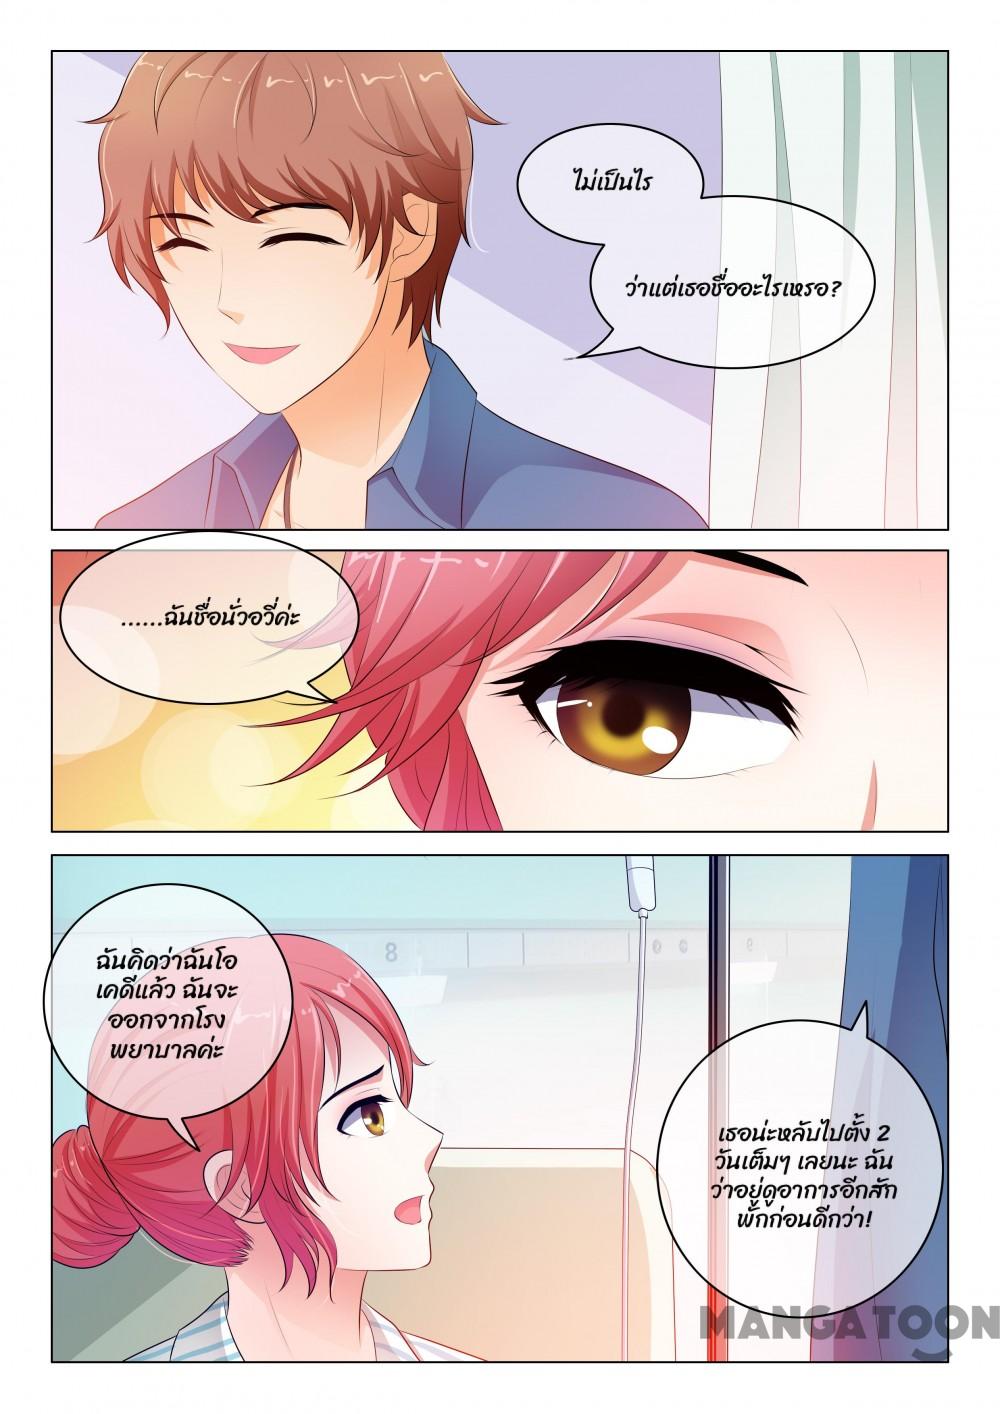 ไม่เป็นไร
ว่าแต่เธอชื่ออะไรเหรอ?
......ฉันชื่อนั่วอวี่ค่ะ
8
ฉันคิดว่าฉันโอ
เคดีแล้ว ฉันจะ
ออกจากโรง
พยาบาลค่ะ
เธอน่ะหลับไปตั้ง 2
วันเต็มๆ เลยนะ ฉัน
ว่าอยู่ดูอาการอีกสัก
พักก่อนดีกว่า!
MANGATOON